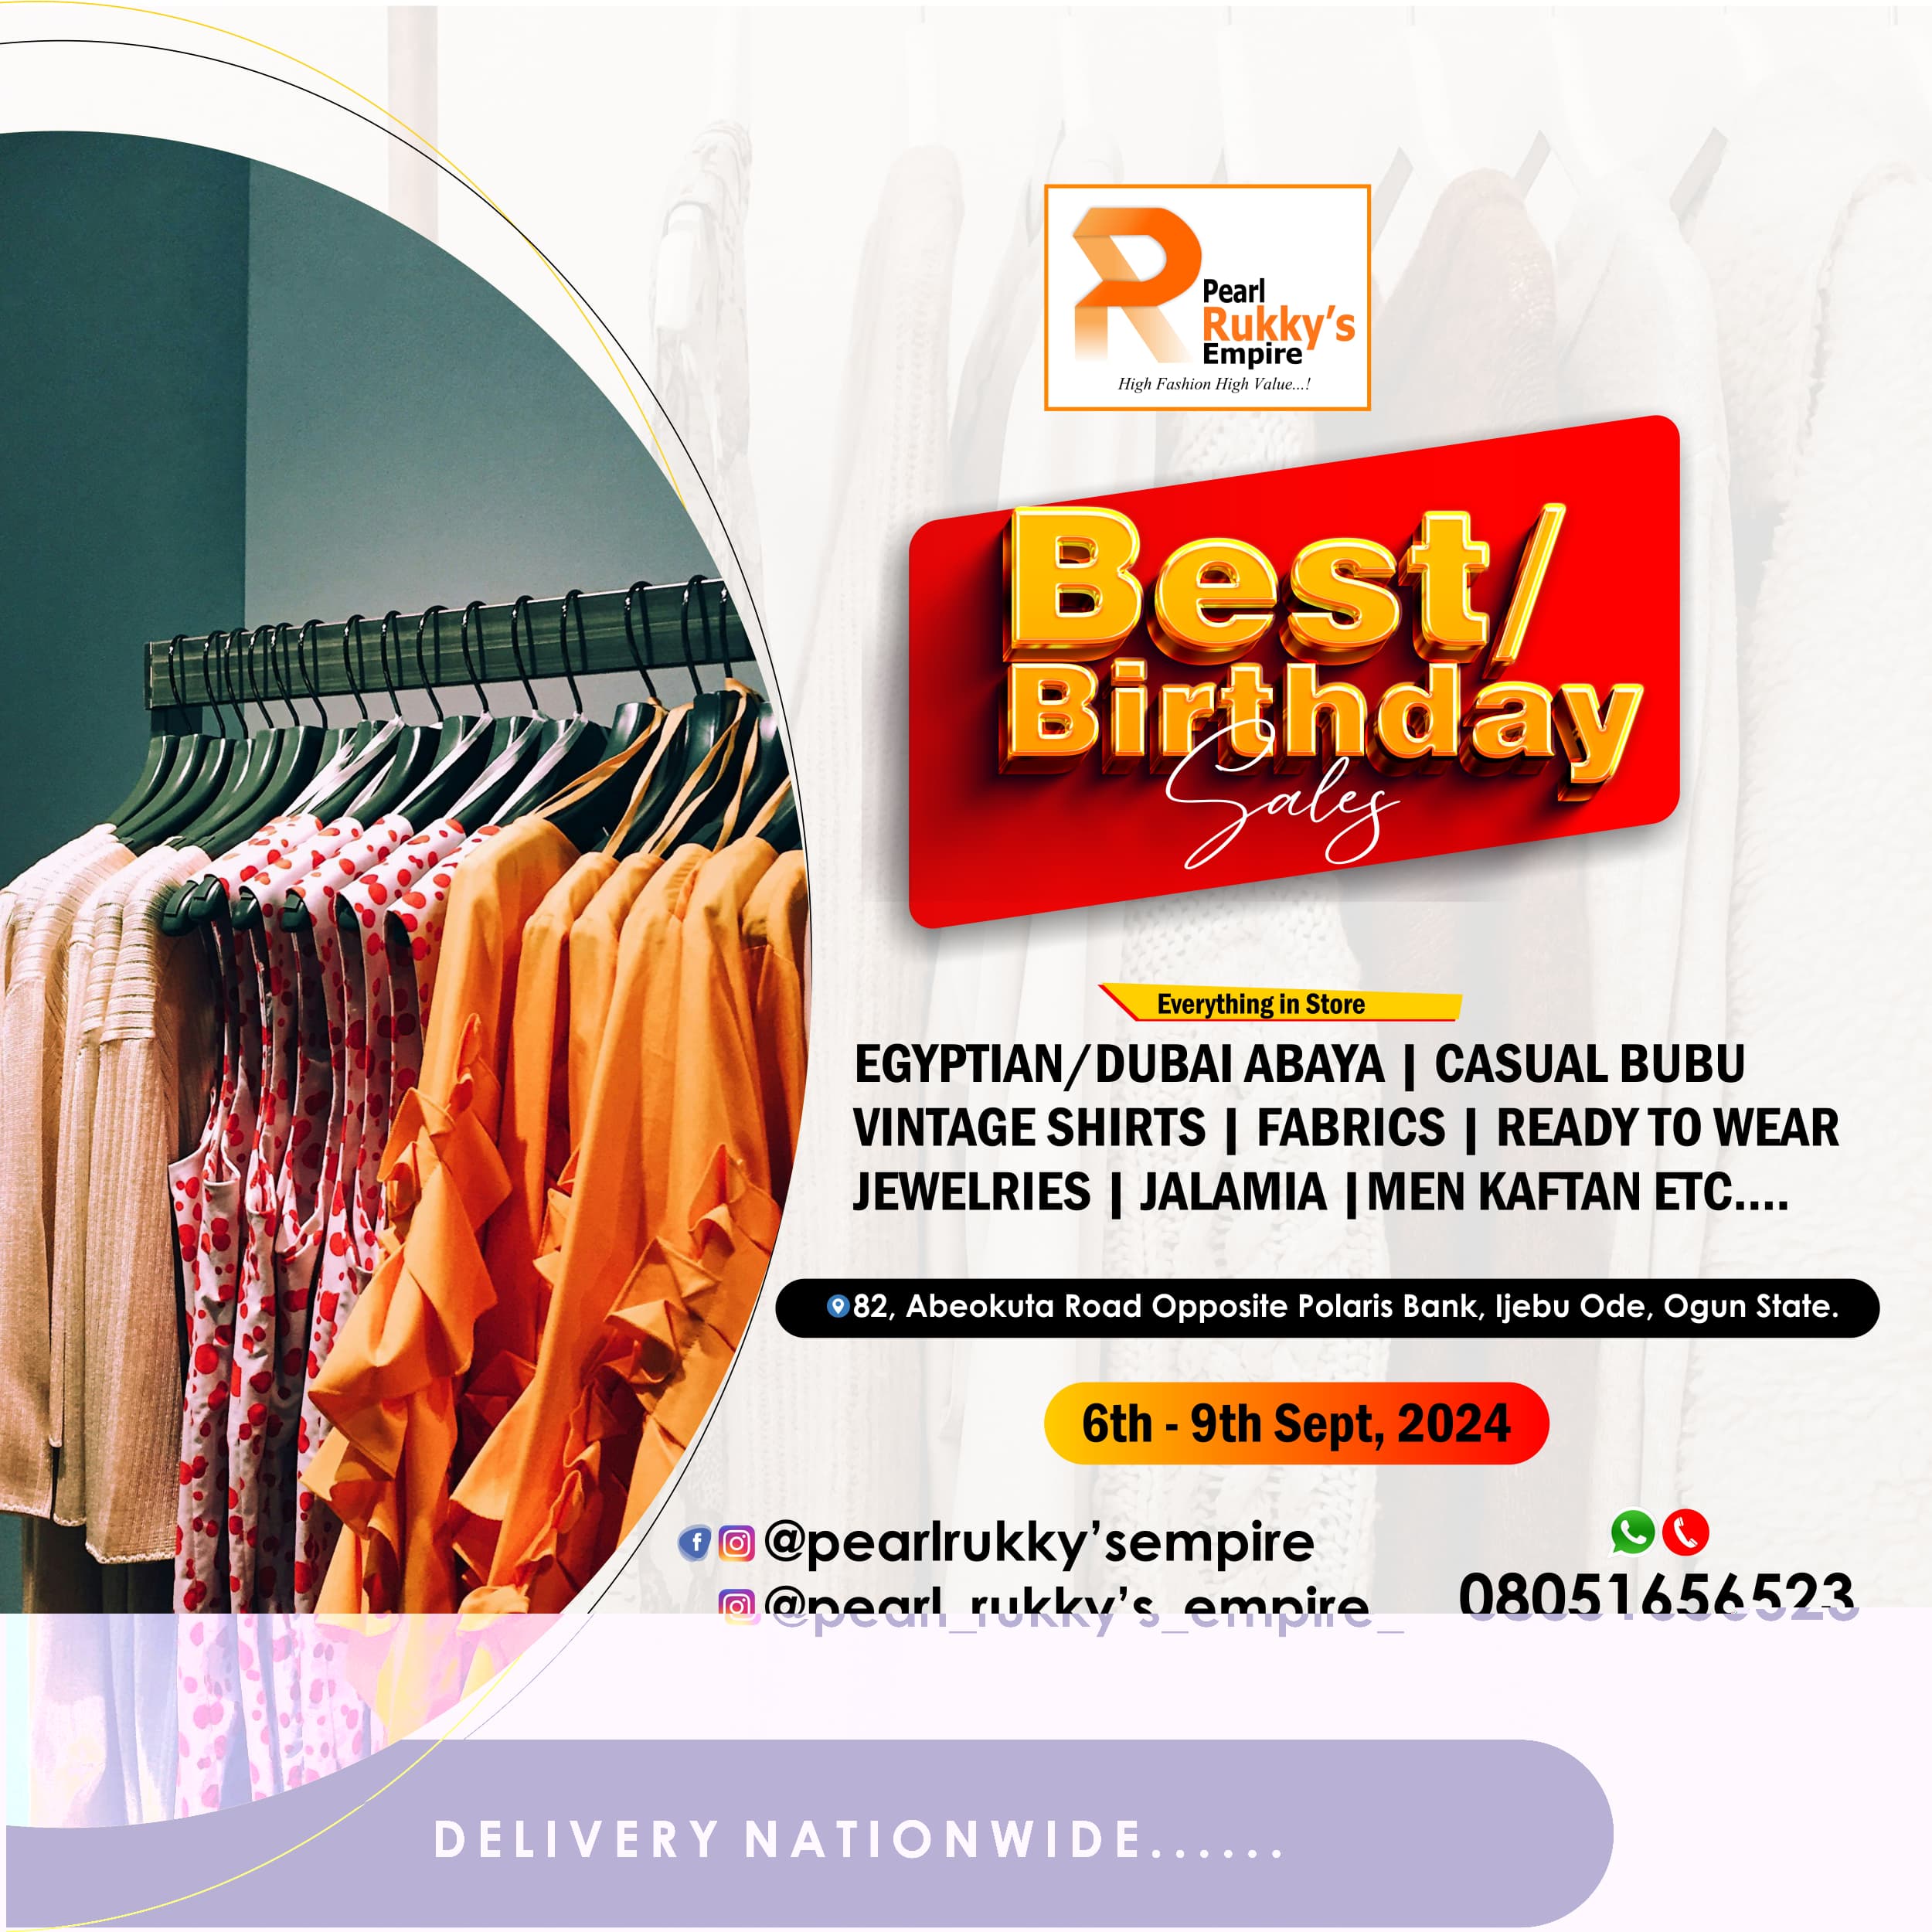 Pearl
Rukky's
Empire
High Fashion High Value...!
Best/
Birthday
Sales
Everything in Store
EGYPTIAN/DUBAI ABAYA | CASUAL BUBU
VINTAGE SHIRTS | FABRICS | READY TO WEAR
JEWELRIES | JALAMIA |MEN KAFTAN ETC....
82, Abeokuta Road Opposite Polaris Bank, Ijebu Ode, Ogun State.
6th - 9th Sept, 2024
@pearlrukky’sempire
@pearl_rukky’s_empire_
08051656523
DELIVERY NATIONWIDE......